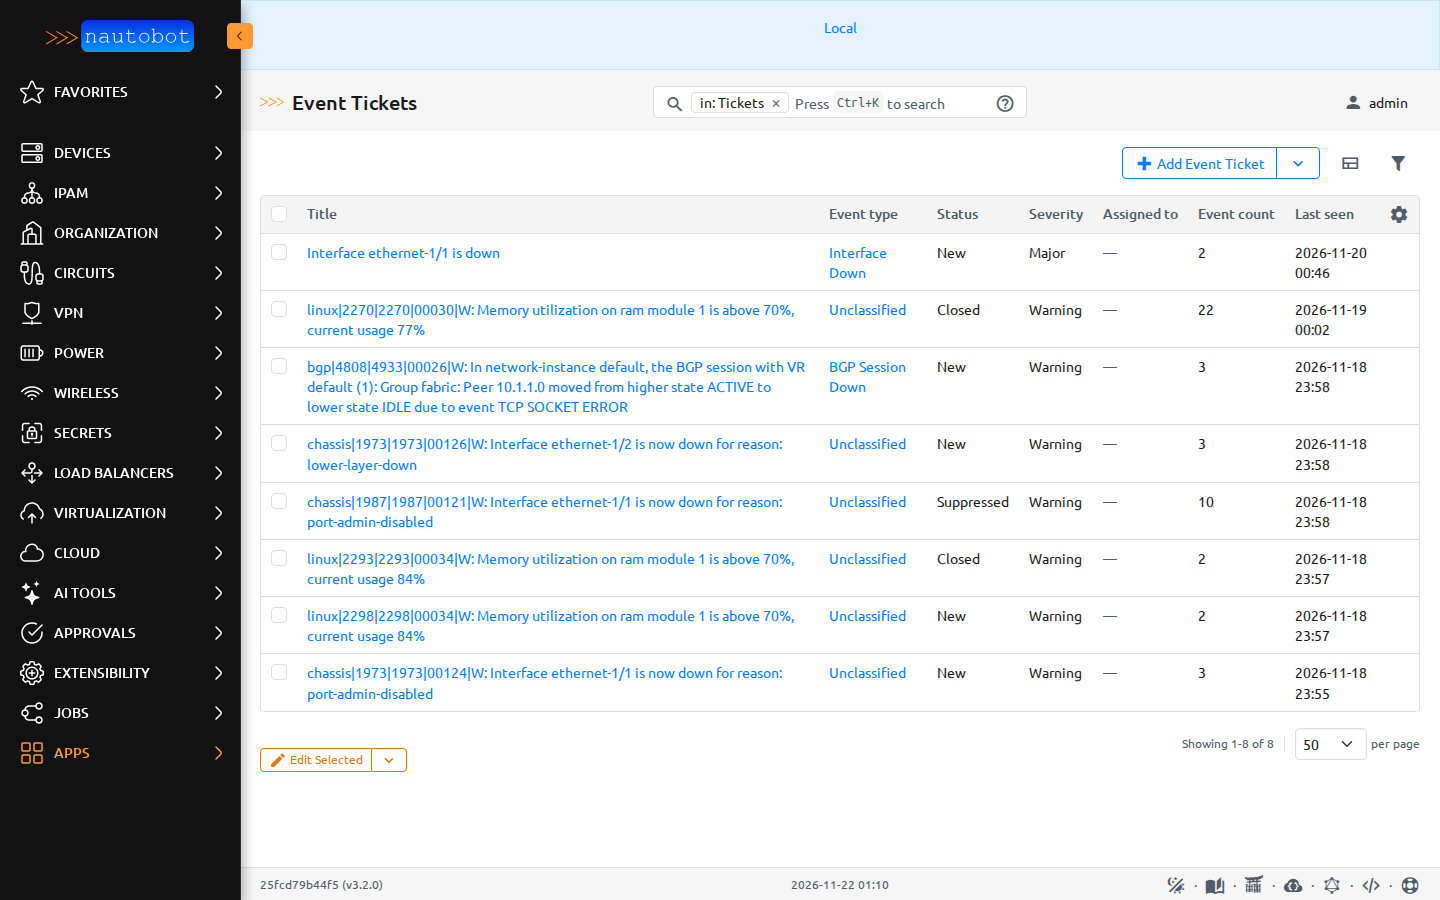 nautobot
Local
FAVORITES
Event Tickets
in: Tickets × Press Ctrl+K to search
admin
DEVICES
IPAM
ORGANIZATION
CIRCUITS
VPN
POWER
WIRELESS
SECRETS
LOAD BALANCERS
VIRTUALIZATION
CLOUD
AI TOOLS
APPROVALS
EXTENSIBILITY
JOBS
APPS
Add Event Ticket
Title Event type Status Severity Assigned to Event count Last seen
Interface ethernet-1/1 is down Interface New Major — 2 2026-11-20
Down 00:46
linux|2270|2270|00030|W: Memory utilization on ram module 1 is above 70%, Unclassified Closed Warning — 22 2026-11-19
current usage 77% 00:02
bgp|4808|4933|00026|W: In network-instance default, the BGP session with VR BGP Session New Warning — 3 2026-11-18
default (1): Group fabric: Peer 10.1.1.0 moved from higher state ACTIVE to Down 23:58
lower state IDLE due to event TCP SOCKET ERROR
chassis|1973|1973|00126|W: Interface ethernet-1/2 is now down for reason: Unclassified New Warning — 3 2026-11-18
lower-layer-down 23:58
chassis|1987|1987|00121|W: Interface ethernet-1/1 is now down for reason: Unclassified Suppressed Warning — 10 2026-11-18
port-admin-disabled 23:58
linux|2293|2293|00034|W: Memory utilization on ram module 1 is above 70%, Unclassified Closed Warning — 2 2026-11-18
current usage 84% 23:57
linux|2298|2298|00034|W: Memory utilization on ram module 1 is above 70%, Unclassified New Warning — 2 2026-11-18
current usage 84% 23:57
chassis|1973|1973|00124|W: Interface ethernet-1/1 is now down for reason: Unclassified New Warning — 3 2026-11-18
port-admin-disabled 23:55
Edit Selected
Showing 1-8 of 8 50 per page
25fcd79b44f5 (v3.2.0) 2026-11-22 01:10